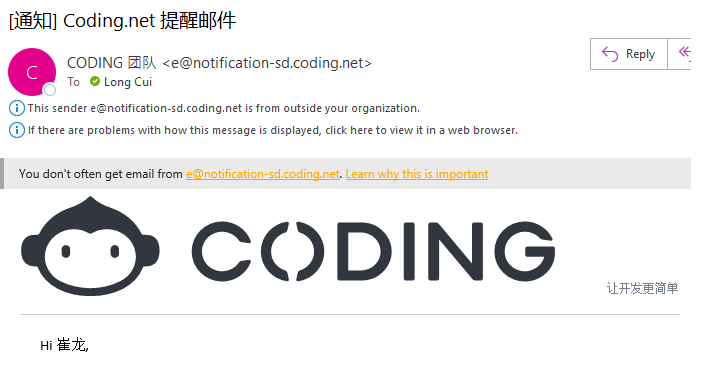 [通知] Coding.net 提醒邮件
C
CODING 团队 <e@notification-sd.coding.net>
To Long Cui
Reply
This sender e@notification-sd.coding.net is from outside your organization.
If there are problems with how this message is displayed, click here to view it in a web browser.
You don't often get email from e@notification-sd.coding.net. Learn why this is important
CODING
让开发更简单
Hi 崔龙,